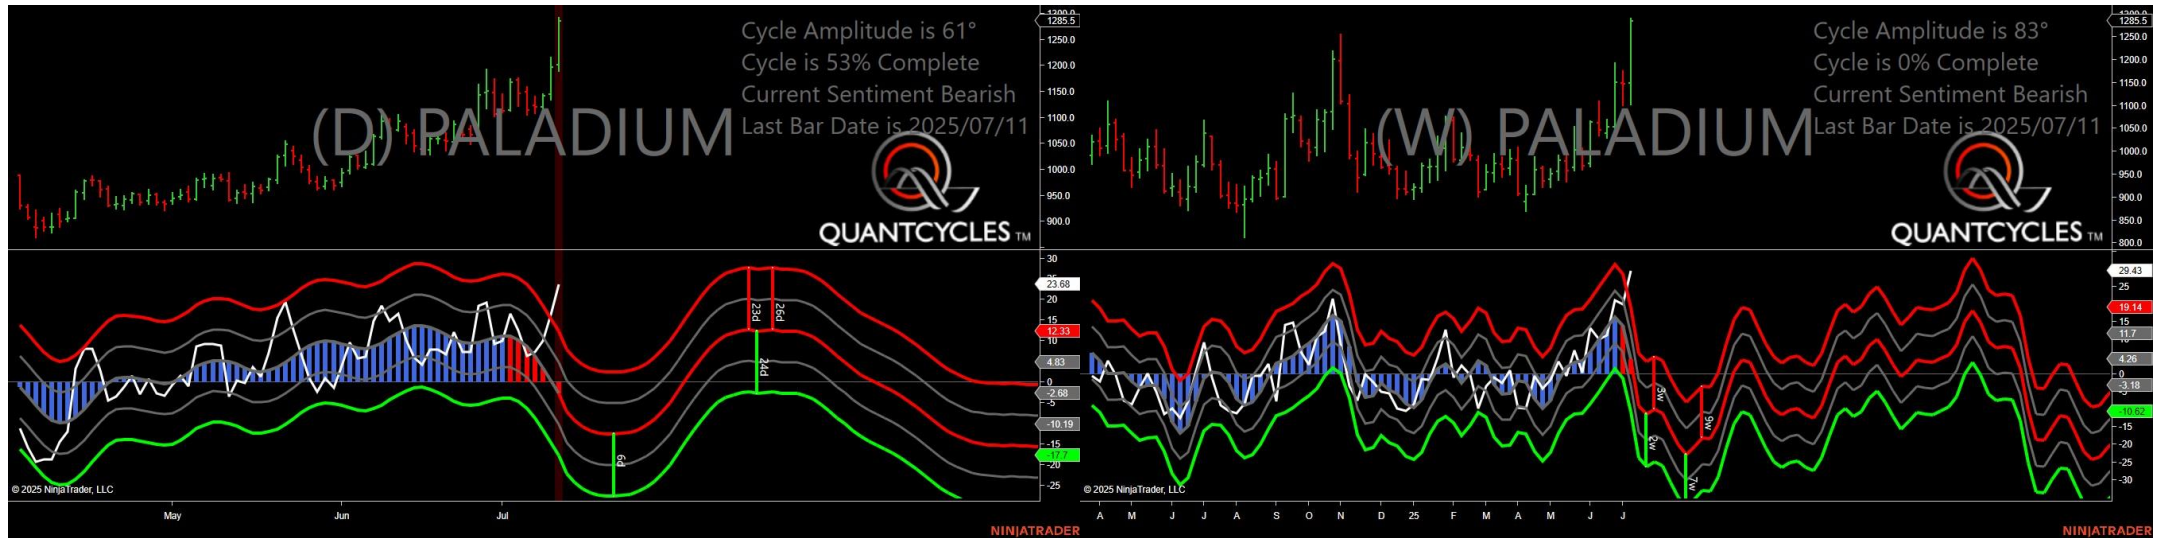 Cycle Amplitude is 61°
Cycle is 53% Complete
Current Sentiment Bearish
Last Bar Date is 2025/07/11
(D) PALADIUM
QUANTCYCLES TM
1300.0
1285.5
1250.0
1200.0
1150.0
1100.0
1050.0
1000.0
950.0
900.0
30
23.68
20
15
12.33
10
4.83
0
-2.68
-5
-10.19
-15
-17.7
-20
-25
23d
26d
24d
6d
© 2025 NinjaTrader, LLC
May
Jun
Jul
NINJATRADER
Cycle Amplitude is 83°
Cycle is 0% Complete
Current Sentiment Bearish
Last Bar Date is 2025/07/11
(W) PALADIUM
QUANTCYCLES TM
1300.0
1285.5
1250.0
1200.0
1150.0
1100.0
1050.0
1000.0
950.0
900.0
850.0
800.0
29.43
25
19.14
15
11.7
4.26
0
-3.18
-10.62
-15
-20
-25
-30
2w
9w
7w
© 2025 NinjaTrader, LLC
A M J J A S O N D 25 F M A M J J
NINJATRADER